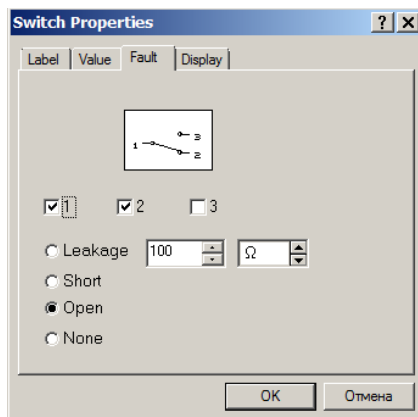 Switch Properties
Label Value Fault Display
3
1
2
1 2 3
Leakage 100 Ω
Short
Open
None
OK Отмена